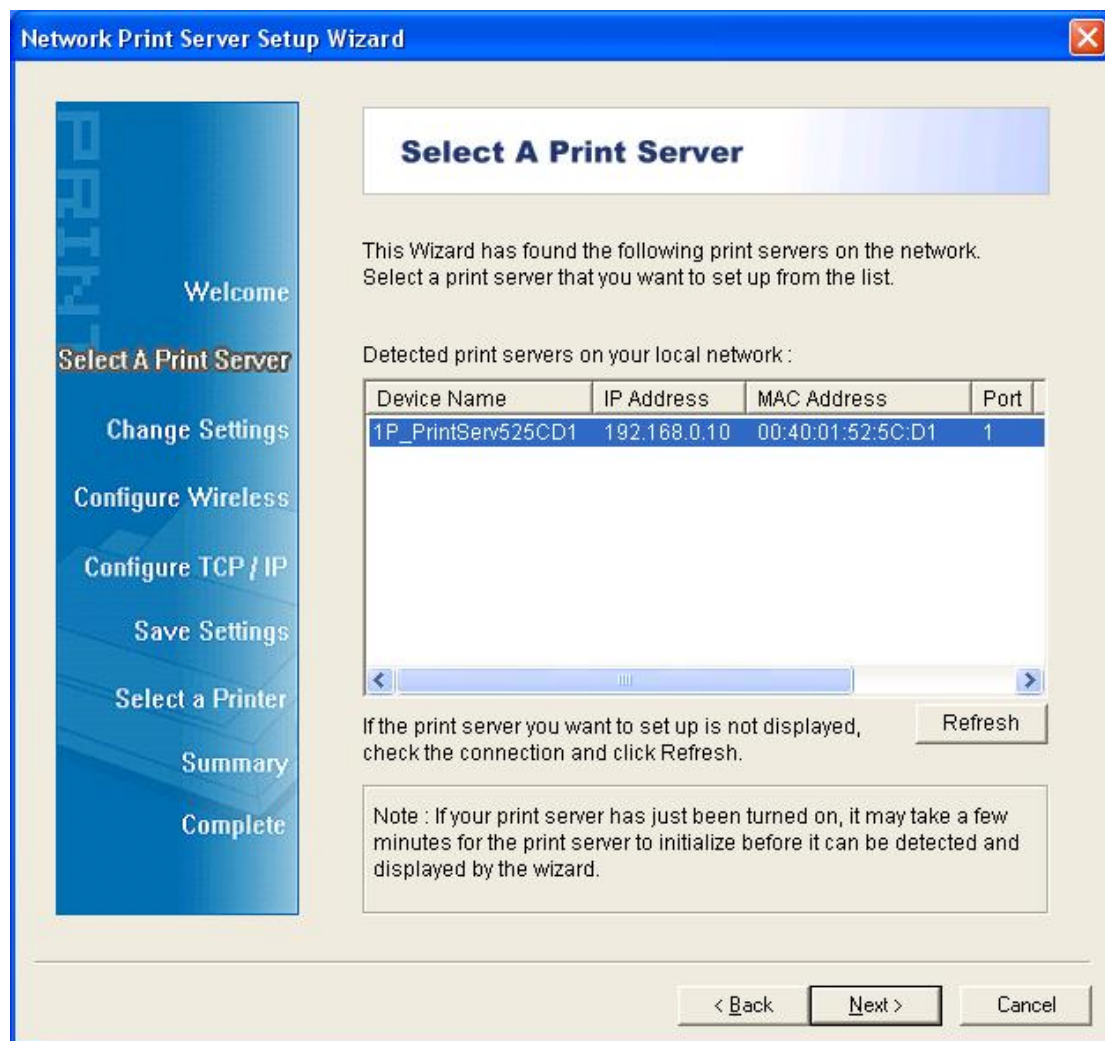 Network Print Server Setup Wizard
PRINT
Welcome
Select A Print Server
Change Settings
Configure Wireless
Configure TCP / IP
Save Settings
Select a Printer
Summary
Complete
Select A Print Server
This Wizard has found the following print servers on the network.
Select a print server that you want to set up from the list.
Detected print servers on your local network :
Device Name IP Address MAC Address Port
1P_PrintServ525CD1 192.168.0.10 00:40:01:52:5C:D1 1
If the print server you want to set up is not displayed,
check the connection and click Refresh.
Refresh
Note : If your print server has just been turned on, it may take a few
minutes for the print server to initialize before it can be detected and
displayed by the wizard.
< Back Next > Cancel